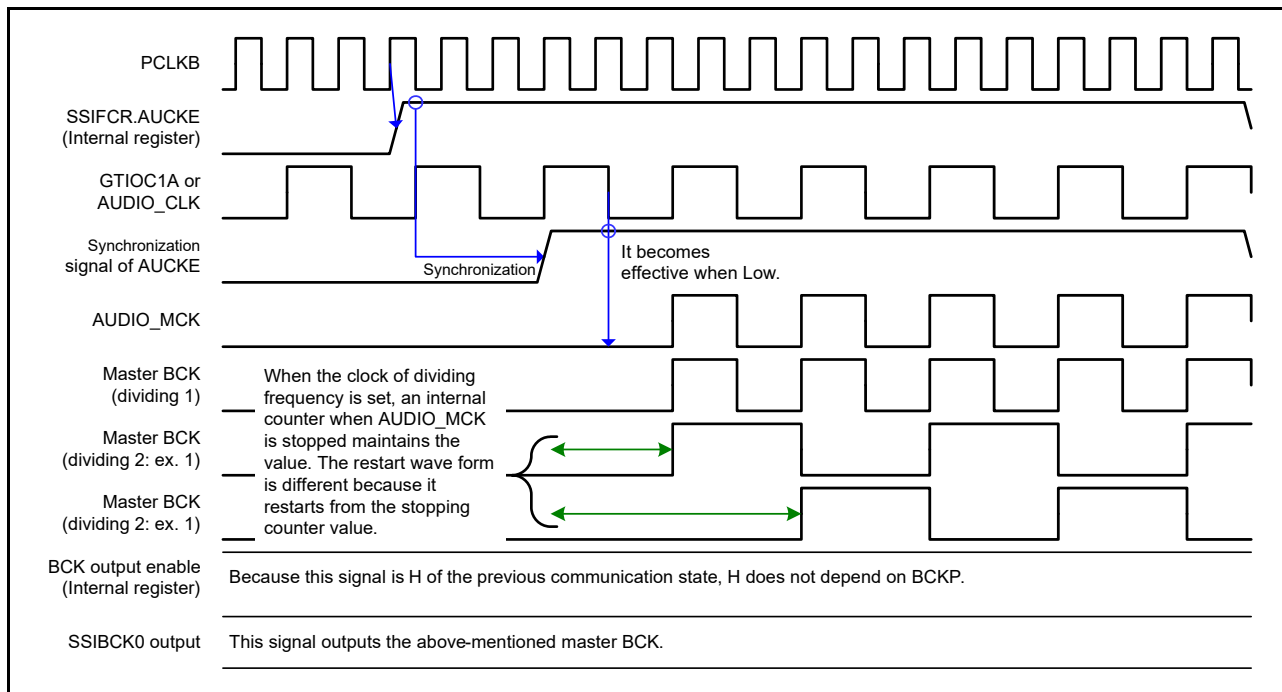 PCLKB
SSIFCR.AUCKE
(Internal register)
GTIOC1A or
AUDIO_CLK
Synchronization
signal of AUCKE
Synchronization
It becomes
effective when Low.
AUDIO_MCK
Master BCK
(dividing 1)
When the clock of dividing
frequency is set, an internal
counter when AUDIO_MCK
is stopped maintains the
value. The restart wave form
is different because it
restarts from the stopping
counter value.
Master BCK
(dividing 2: ex. 1)
Master BCK
(dividing 2: ex. 1)
BCK output enable
(Internal register)
Because this signal is H of the previous communication state, H does not depend on BCKP.
SSIBCK0 output
This signal outputs the above-mentioned master BCK.